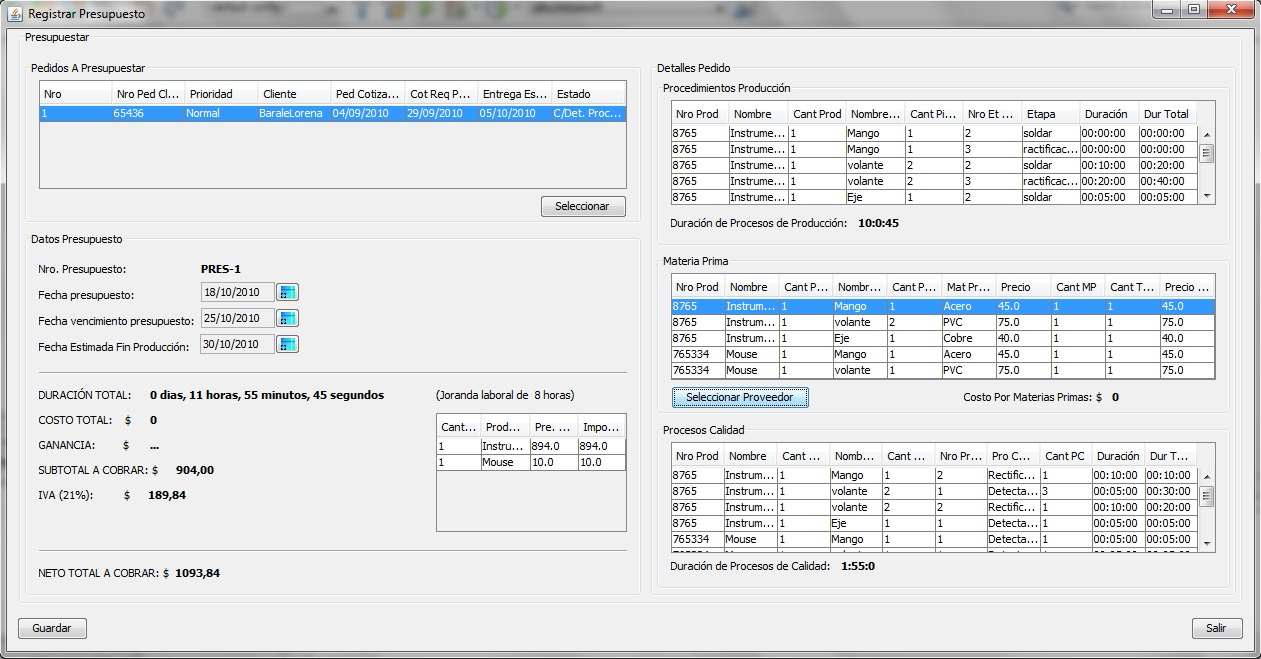 Registrar Presupuesto
Presupuestar
Pedidos A Presupuestar
Nro Nro Ped Cl... Prioridad Cliente Ped Cotiza... Cot Req P... Entrega Es... Estado
1 65436 Normal BaraleLorena 04/09/2010 29/09/2010 05/10/2010 C/Det. Proc...
Seleccionar
Datos Presupuesto
Nro. Presupuesto: PRES-1
Fecha presupuesto: 18/10/2010
Fecha vencimiento presupuesto: 25/10/2010
Fecha Estimada Fin Producción: 30/10/2010
DURACIÓN TOTAL: 0 dias, 11 horas, 55 minutos, 45 segundos
(Joranda laboral de 8 horas)
COSTO TOTAL: $ 0
GANANCIA: $ ...
SUBTOTAL A COBRAR: $ 904,00
IVA (21%): $ 189,84
Cant... Prod... Pre. ... Impo...
1 Instru... 894.0 894.0
1 Mouse 10.0 10.0
NETO TOTAL A COBRAR: $ 1093,84
Guardar
Detalles Pedido
Procedimientos Producción
Nro Prod Nombre Cant Prod Nombre... Cant Pi... Nro Et ... Etapa Duración Dur Total
8765 Instrume... 1 Mango 1 2 soldar 00:00:00 00:00:00
8765 Instrume... 1 Mango 1 3 ractificac... 00:00:00 00:00:00
8765 Instrume... 1 volante 2 2 soldar 00:10:00 00:20:00
8765 Instrume... 1 volante 2 3 ractificac... 00:20:00 00:40:00
8765 Instrume... 1 Eje 1 2 soldar 00:05:00 00:05:00
Duración de Procesos de Producción: 10:0:45
Materia Prima
Nro Prod Nombre Cant P... Nombr... Cant P... Mat Pr... Precio Cant MP Cant T... Precio ...
8765 Instrum... 1 Mango 1 Acero 45.0 1 1 45.0
8765 Instrum... 1 volante 2 PVC 75.0 1 1 75.0
8765 Instrum... 1 Eje 1 Cobre 40.0 1 1 40.0
765334 Mouse 1 Mango 1 Acero 45.0 1 1 45.0
765334 Mouse 1 volante 1 PVC 75.0 1 1 75.0
Seleccionar Proveedor
Costo Por Materias Primas: $ 0
Procesos Calidad
Nro Prod Nombre Cant ... Nomb... Cant ... Nro Pr... Pro C... Cant PC Duración Dur T...
8765 Instrum... 1 Mango 1 2 Rectific... 1 00:10:00 00:10:00
8765 Instrum... 1 volante 2 1 Detecta... 3 00:05:00 00:30:00
8765 Instrum... 1 volante 2 2 Rectific... 1 00:10:00 00:20:00
8765 Instrum... 1 Eje 1 1 Detecta... 1 00:05:00 00:05:00
765334 Mouse 1 Mango 1 1 Detecta... 1 00:05:00 00:05:00
Duración de Procesos de Calidad: 1:55:0
Salir